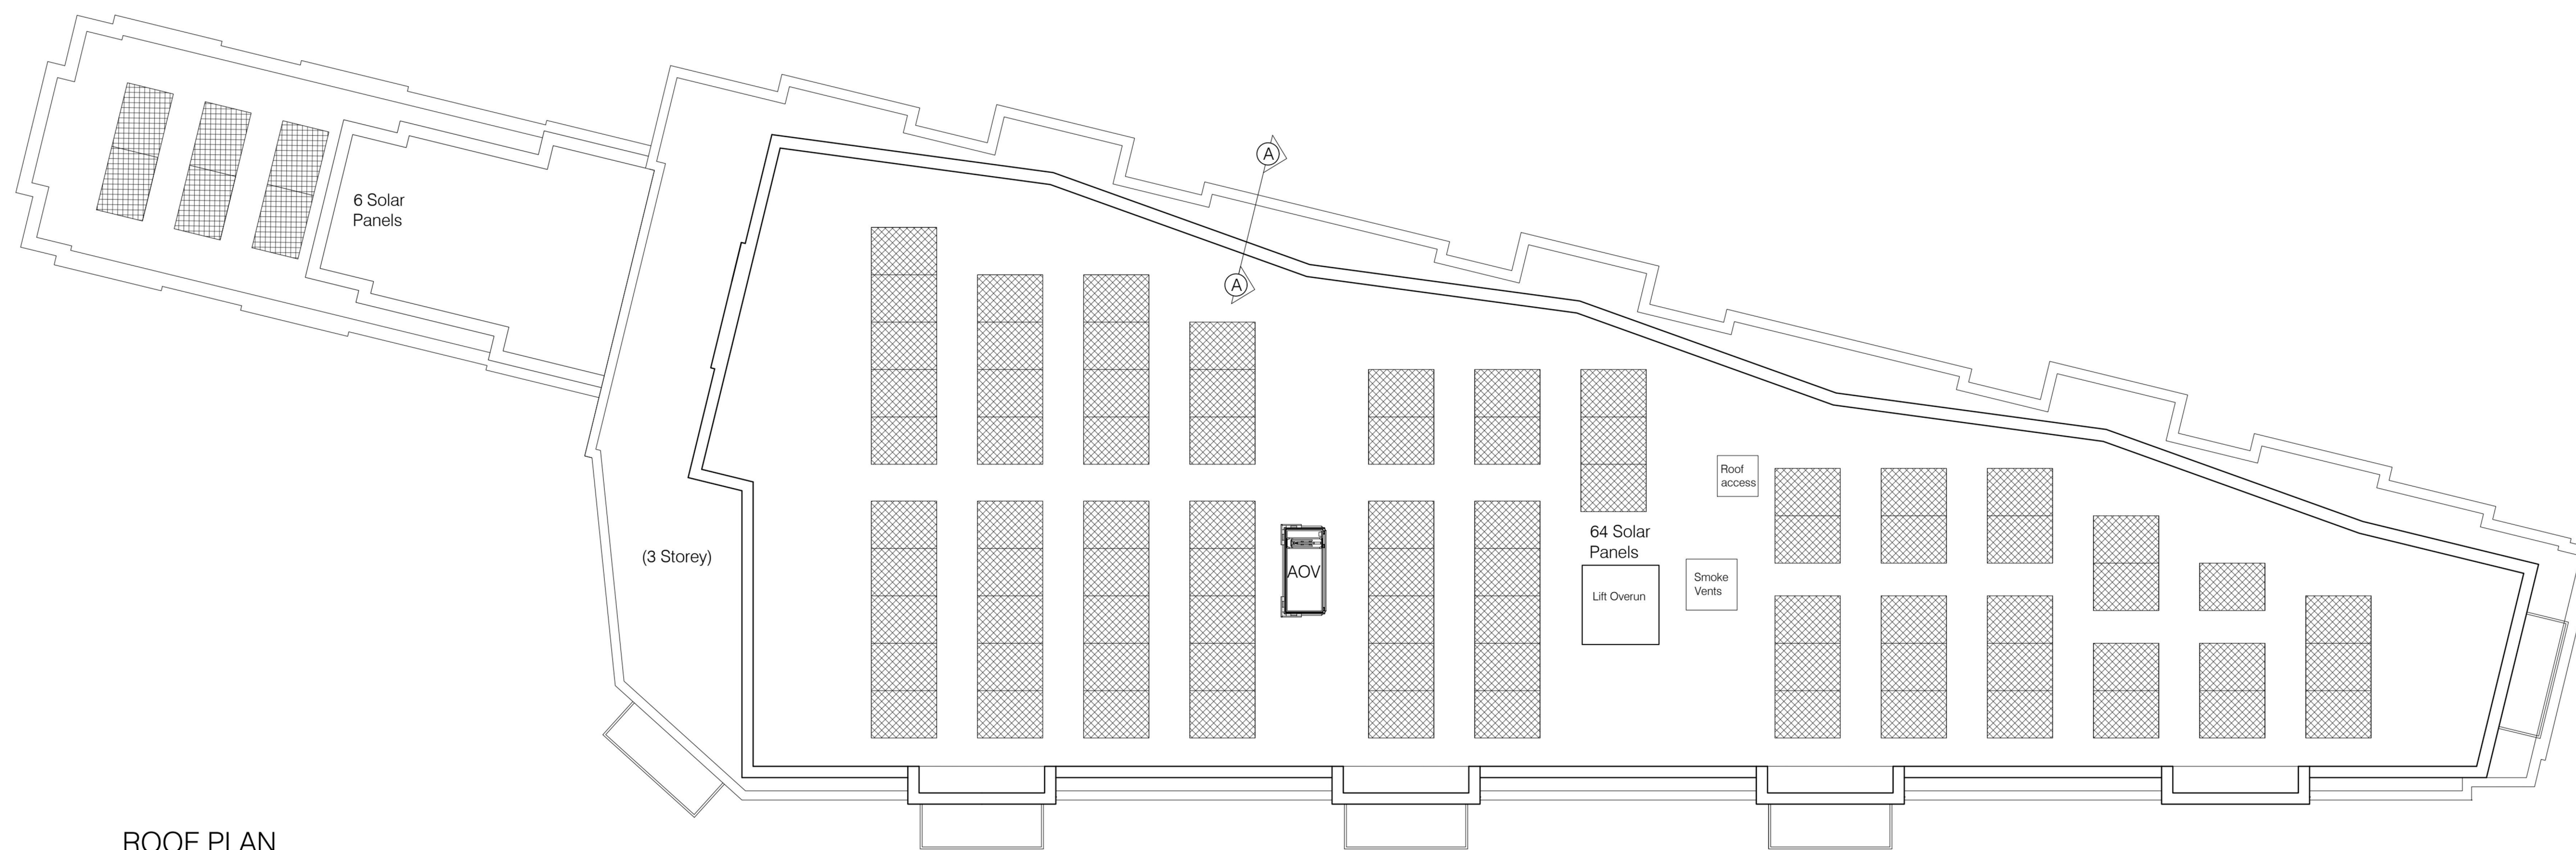 A
6 Solar
Panels
A
Roof
access
64 Solar
Panels
(3 Storey)
AOV
Smoke
Vents
Lift Overun
ROOF PLAN